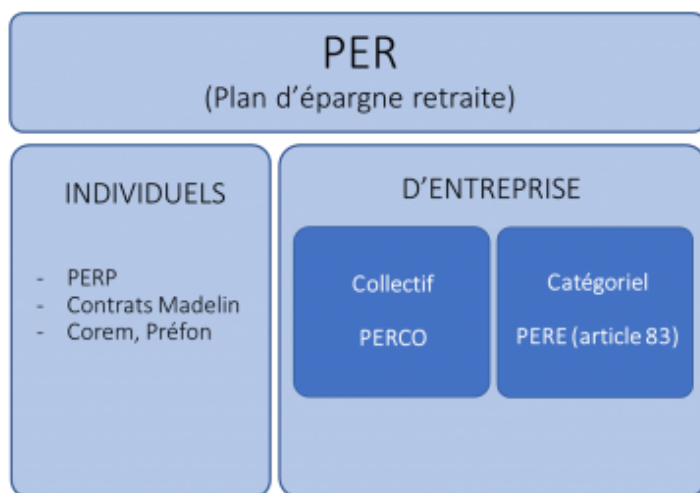 PER
(Plan d'épargne retraite)
INDIVIDUELS
- PERP
- Contrats Madelin
- Corem, Préfon
D'ENTREPRISE
Collectif
PERCO
Catégoriel
PERE (article 83)